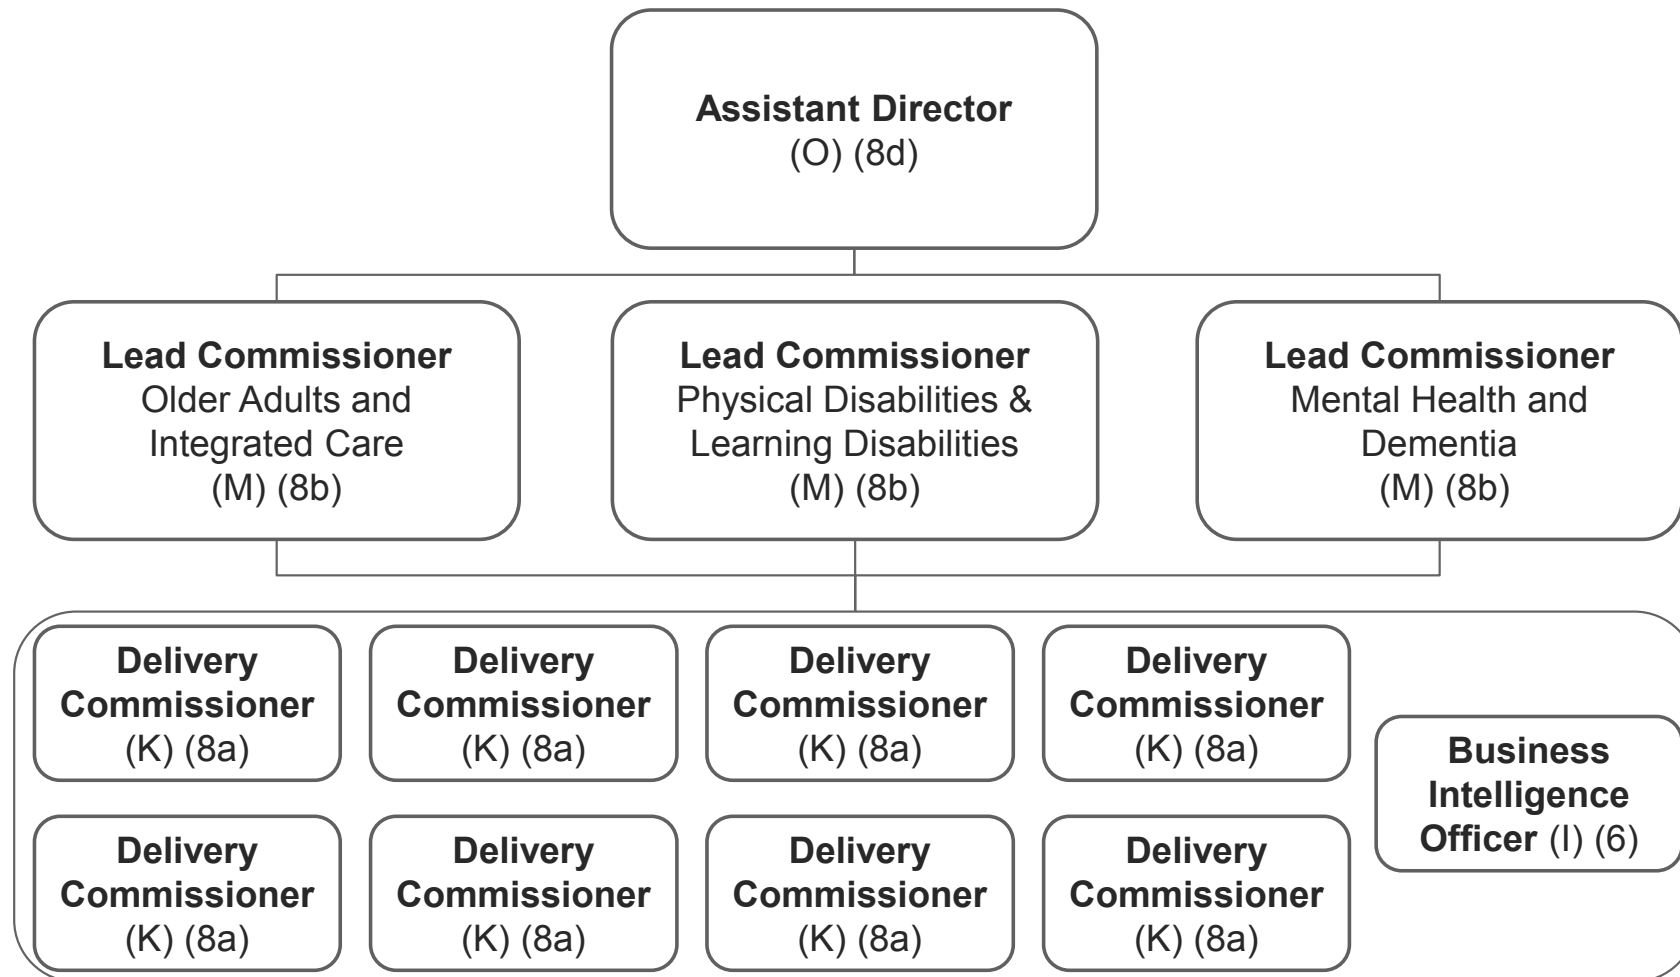 Assistant Director
(O) (8d)
Lead Commissioner
Older Adults and
Integrated Care
(M) (8b)
Lead Commissioner
Physical Disabilities &
Learning Disabilities
(M) (8b)
Lead Commissioner
Mental Health and
Dementia
(M) (8b)
Delivery
Commissioner
(K) (8a)
Delivery
Commissioner
(K) (8a)
Delivery
Commissioner
(K) (8a)
Delivery
Commissioner
(K) (8a)
Business
Intelligence
Officer (I) (6)
Delivery
Commissioner
(K) (8a)
Delivery
Commissioner
(K) (8a)
Delivery
Commissioner
(K) (8a)
Delivery
Commissioner
(K) (8a)